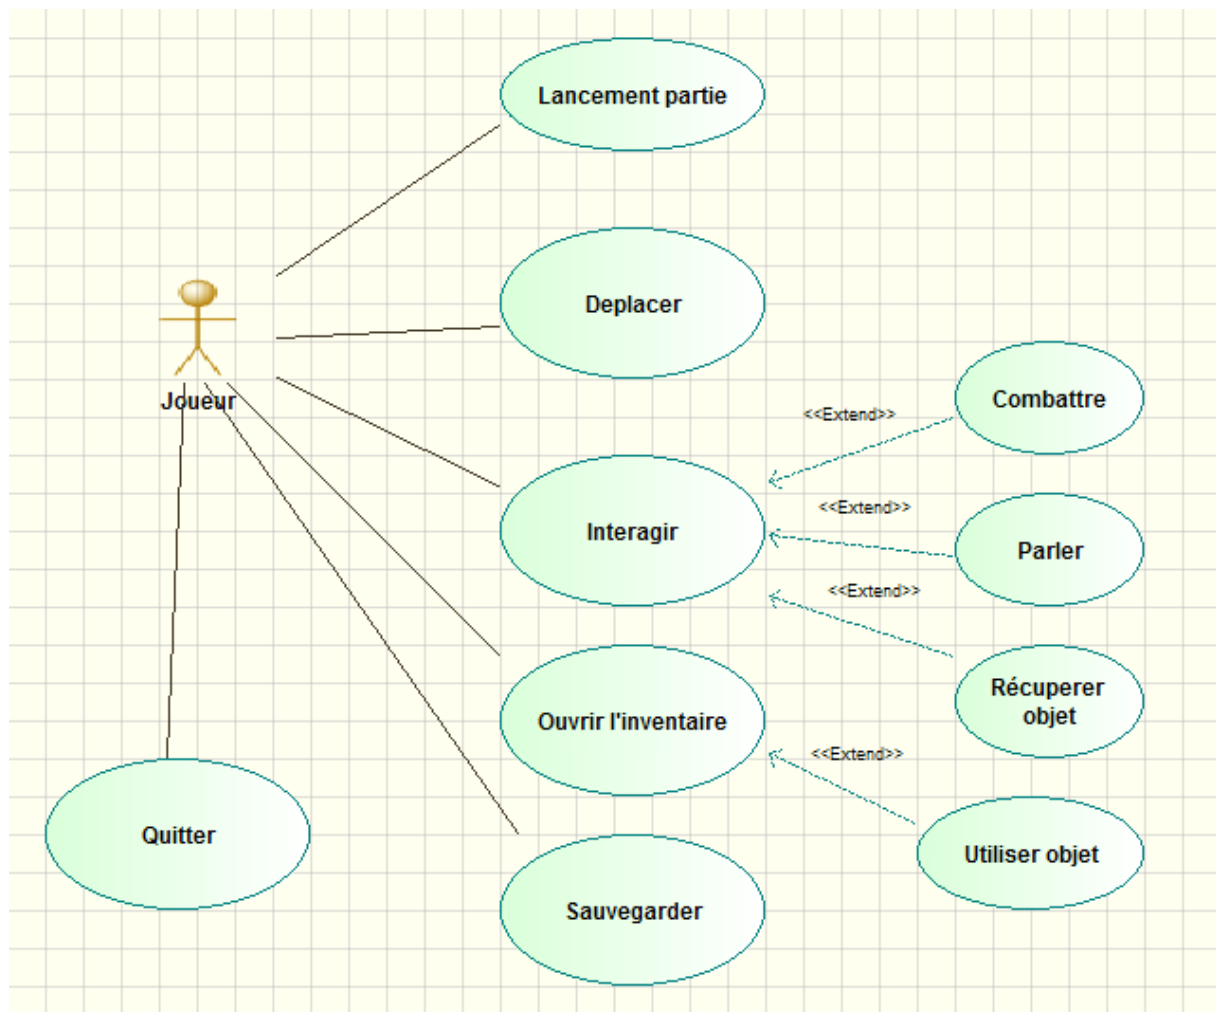 Lancement partie
Deplacer
Joueur
Combattre
<<Extend>>
<<Extend>>
Interagir
Parler
<<Extend>>
Récuperer
objet
Ouvrir l'inventaire
<<Extend>>
Quitter
Utiliser objet
Sauvegarder